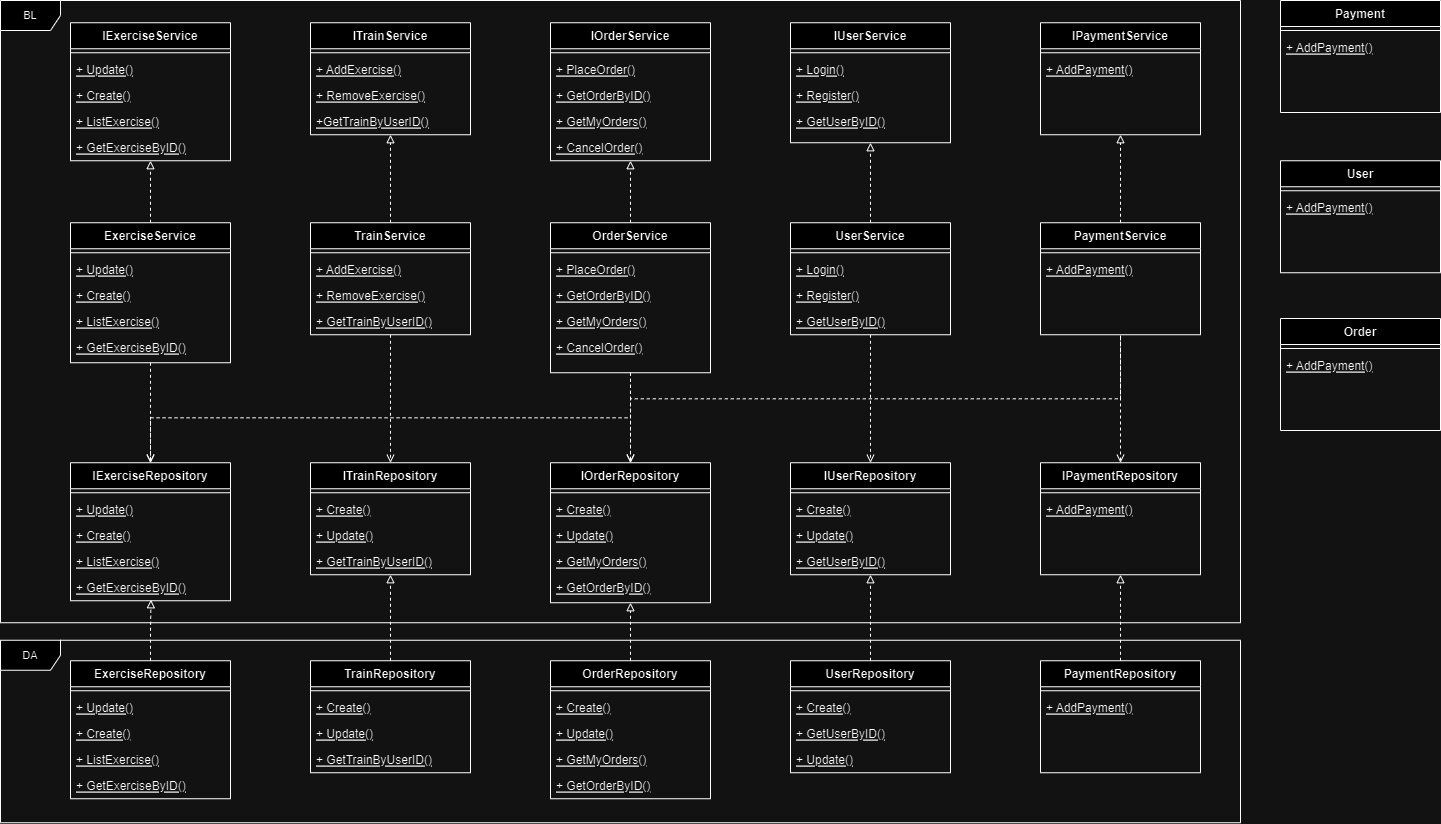 BL
IExerciseService
+ Update()
+ Create()
+ ListExercise()
+ GetExerciseByID()
ITrainService
+ AddExercise()
+ RemoveExercise()
+GetTrainByUserID()
IOrderService
+ PlaceOrder()
+ GetOrderByID()
+ GetMyOrders()
+ CancelOrder()
IUserService
+ Login()
+ Register()
+ GetUserByID()
IPaymentService
+ AddPayment()
Payment
+ AddPayment()
User
+ AddPayment()
Order
+ AddPayment()
ExerciseService
+ Update()
+ Create()
+ ListExercise()
+ GetExerciseByID()
TrainService
+ AddExercise()
+ RemoveExercise()
+ GetTrainByUserID()
OrderService
+ PlaceOrder()
+ GetOrderByID()
+ GetMyOrders()
+ CancelOrder()
UserService
+ Login()
+ Register()
+ GetUserByID()
PaymentService
+ AddPayment()
IExerciseRepository
+ Update()
+ Create()
+ ListExercise()
+ GetExerciseByID()
ITrainRepository
+ Create()
+ Update()
+ GetTrainByUserID()
IOrderRepository
+ Create()
+ Update()
+ GetMyOrders()
+ GetOrderByID()
IUserRepository
+ Create()
+ Update()
+ GetUserByID()
IPaymentRepository
+ AddPayment()
DA
ExerciseRepository
+ Update()
+ Create()
+ ListExercise()
+ GetExerciseByID()
TrainRepository
+ Create()
+ Update()
+ GetTrainByUserID()
OrderRepository
+ Create()
+ Update()
+ GetMyOrders()
+ GetOrderByID()
UserRepository
+ Create()
+ GetUserByID()
+ Update()
PaymentRepository
+ AddPayment()